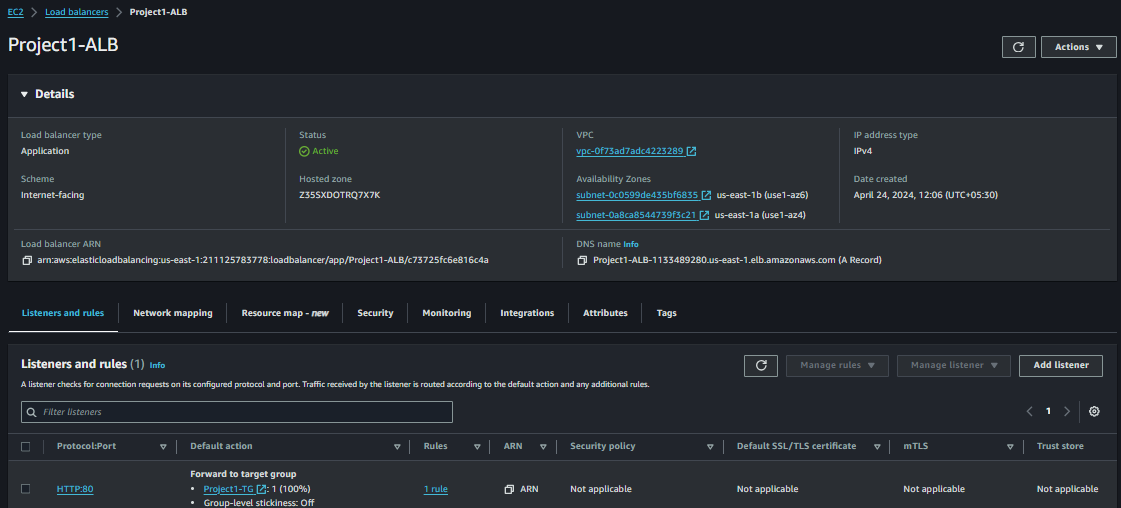 EC2 > Load balancers > Project1-ALB
Project1-ALB
Actions
Details
Load balancer type
Application
Status
Active
VPC
vpc-0f73ad7adc4223289
IP address type
IPv4
Scheme
Internet-facing
Hosted zone
Z35SXDOTRQ7X7K
Availability Zones
subnet-0c0599de435bf6835 us-east-1b (use1-az6)
subnet-0a8ca8544739f3c21 us-east-1a (use1-az4)
Date created
April 24, 2024, 12:06 (UTC+05:30)
Load balancer ARN
arn:aws:elasticloadbalancing:us-east-1:211125783778:loadbalancer/app/Project1-ALB/c73725fc6e816c4a
DNS name Info
Project1-ALB-1133489280.us-east-1.elb.amazonaws.com (A Record)
Listeners and rules Network mapping Resource map - new Security Monitoring Integrations Attributes Tags
Listeners and rules (1) Info
Manage rules Manage listener Add listener
A listener checks for connection requests on its configured protocol and port. Traffic received by the listener is routed according to the default action and any additional rules.
Filter listeners
1
Protocol:Port Default action Rules ARN Security policy Default SSL/TLS certificate mTLS Trust store
Forward to target group
HTTP:80 • Project1-TG : 1 (100%) 1 rule ARN Not applicable Not applicable Not applicable Not applicable
• Group-level stickiness: Off